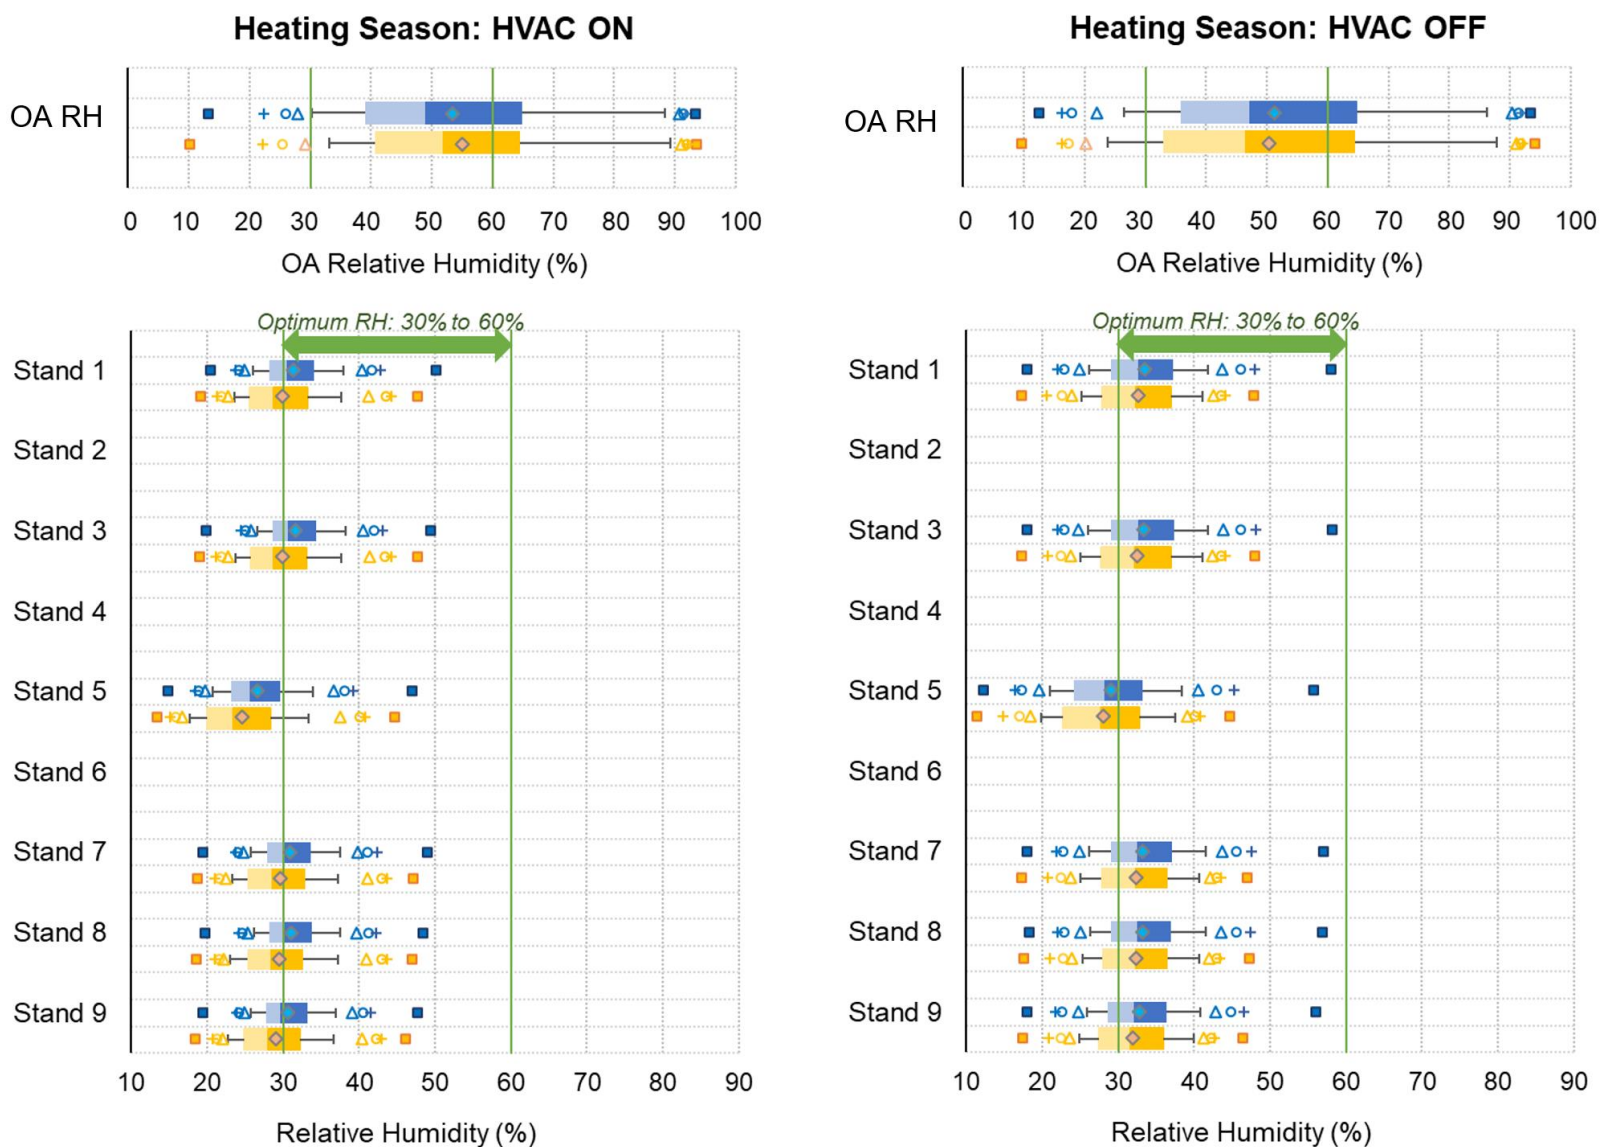 Heating Season: HVAC ON
OA RH
0 10 20 30 40 50 60 70 80 90 100
OA Relative Humidity (%)
Optimum RH: 30% to 60%
Stand 1
Stand 2
Stand 3
Stand 4
Stand 5
Stand 6
Stand 7
Stand 8
Stand 9
10 20 30 40 50 60 70 80 90
Relative Humidity (%)
Heating Season: HVAC OFF
OA RH
0 10 20 30 40 50 60 70 80 90 100
OA Relative Humidity (%)
Optimum RH: 30% to 60%
Stand 1
Stand 2
Stand 3
Stand 4
Stand 5
Stand 6
Stand 7
Stand 8
Stand 9
10 20 30 40 50 60 70 80 90
Relative Humidity (%)